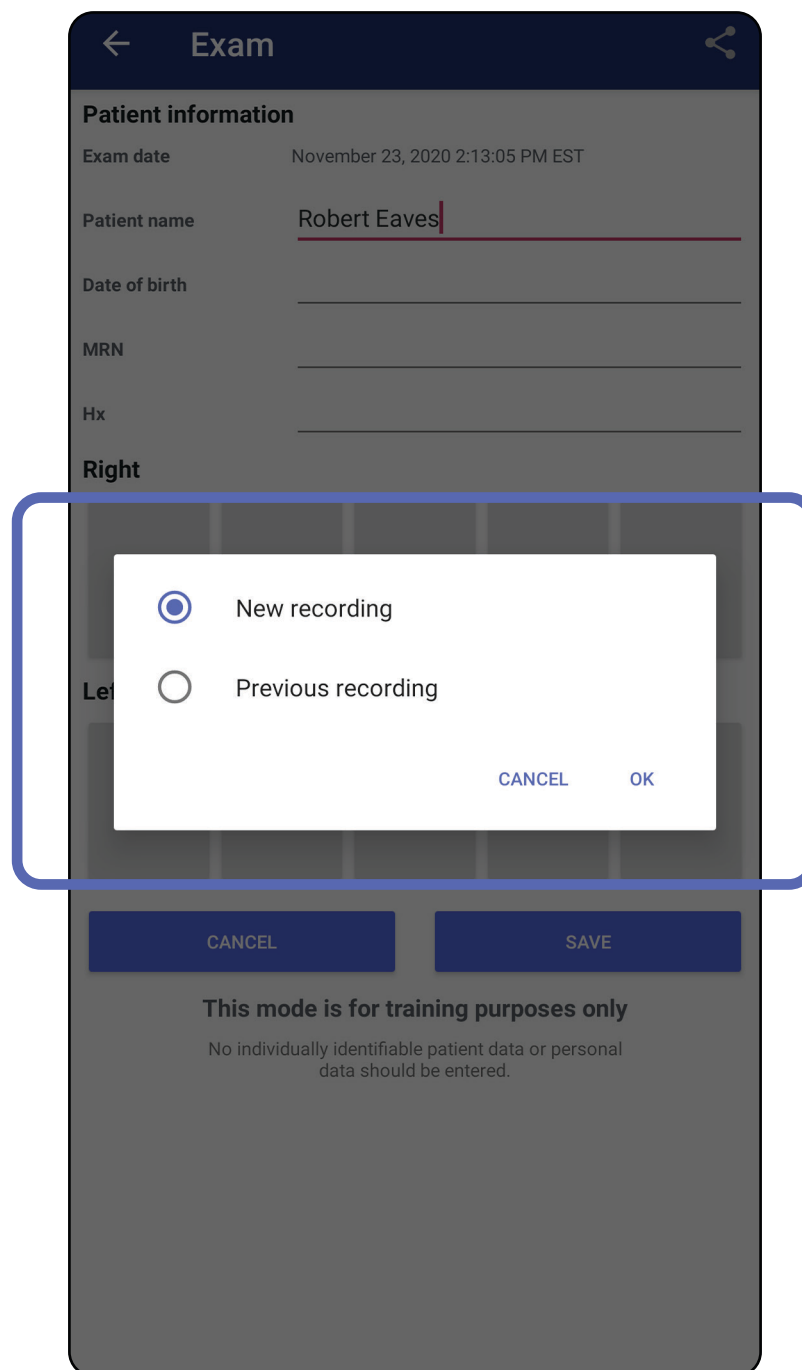 Exam
Patient information
Exam date November 23, 2020 2:13:05 PM EST
Patient name Robert Eaves
Date of birth
MRN
Hx
Right
New recording
Previous recording
CANCEL OK
CANCEL SAVE
This mode is for training purposes only
No individually identifiable patient data or personal
data should be entered.